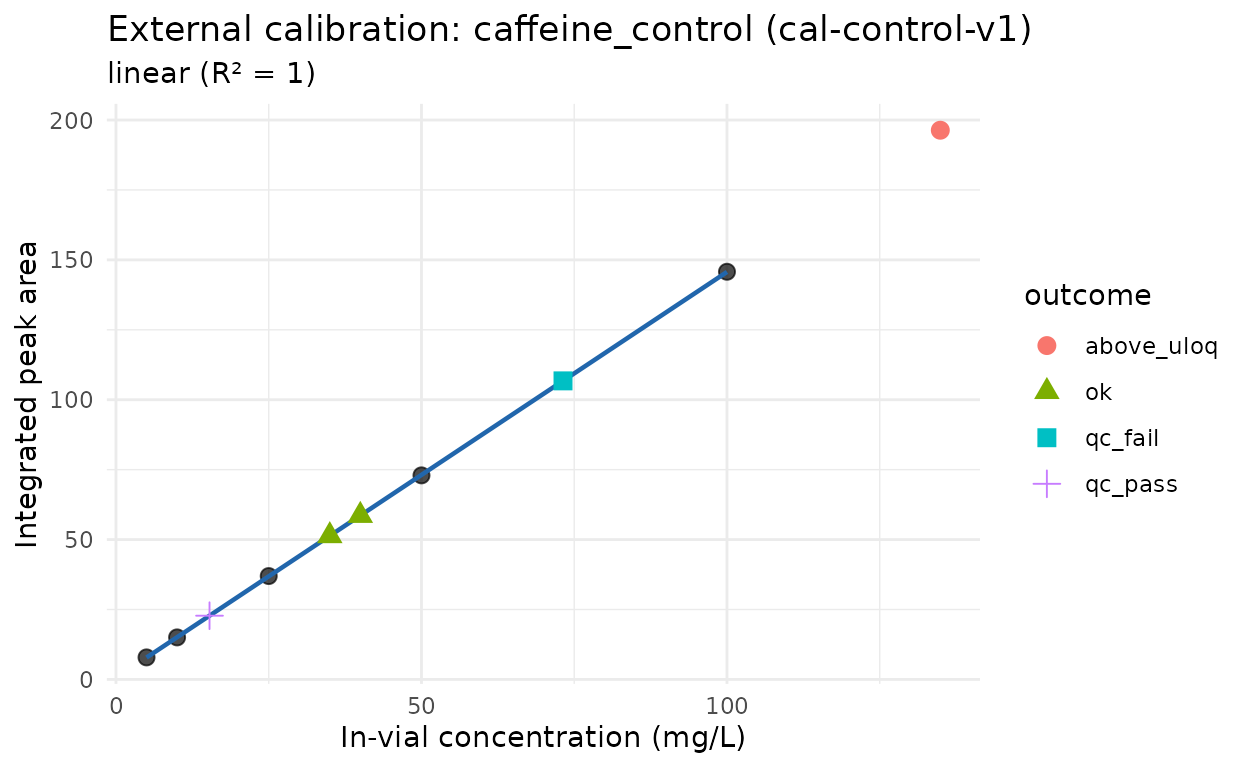 External calibration: caffeine_control (cal-control-v1)
linear (R² = 1)
200
150
100
50
0
Integrated peak area
0
50
100
In-vial concentration (mg/L)
outcome
above_uloq
ok
qc_fail
qc_pass